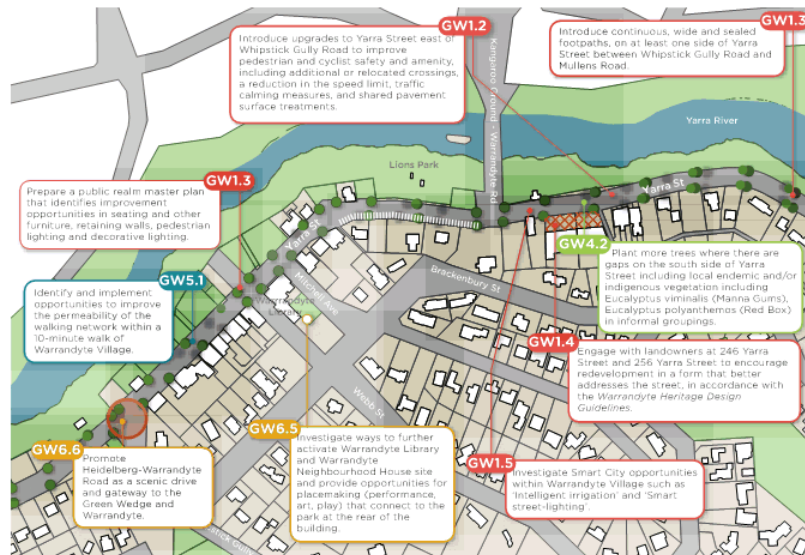 GW1.2
Introduce upgrades to Yarra Street east of
Whipstick Gully Road to improve
pedestrian and cyclist safety and amenity,
including additional or relocated crossings,
a reduction in the speed limit, traffic
calming measures, and shared pavement
surface treatments.
GW1.3
Introduce continuous, wide and sealed
footpaths, on at least one side of Yarra
Street between Whipstick Gully Road and
Mullens Road.
Kangaroo Ground - Warrandyte Rd
Yarra River
Lions Park
Yarra St
GW1.3
Prepare a public realm master plan
that identifies improvement
opportunities in seating and other
furniture, retaining walls, pedestrian
lighting and decorative lighting.
Yarra St
Mitchell Ave
Brackenbury St
GW4.2
Plant more trees where there are
gaps on the south side of Yarra
Street including local endemic and/or
indigenous vegetation including
Eucalyptus viminalis (Manna Gums),
Eucalyptus polyanthemos (Red Box)
in informal groupings.
GW5.1
Identify and implement
opportunities to improve
the permeability of the
walking network within a
10-minute walk of
Warrandyte Village.
Warrandyte
Library
GW1.4
Engage with landowners at 246 Yarra
Street and 256 Yarra Street to encourage
redevelopment in a form that better
addresses the street, in accordance with
the Warrandyte Heritage Design
Guidelines.
Webb St
GW6.6
Promote
Heidelberg-Warrandyte
Road as a scenic drive
and gateway to the
Green Wedge and
Warrandyte.
GW6.5
Investigate ways to further
activate Warrandyte Library
and Warrandyte
Neighbourhood House site
and provide opportunities for
placemaking (performance,
art, play) that connect to the
park at the rear of the
building.
GW1.5
Investigate Smart City opportunities
within Warrandyte Village such as
'Intelligent irrigation' and 'Smart
street-lighting'.